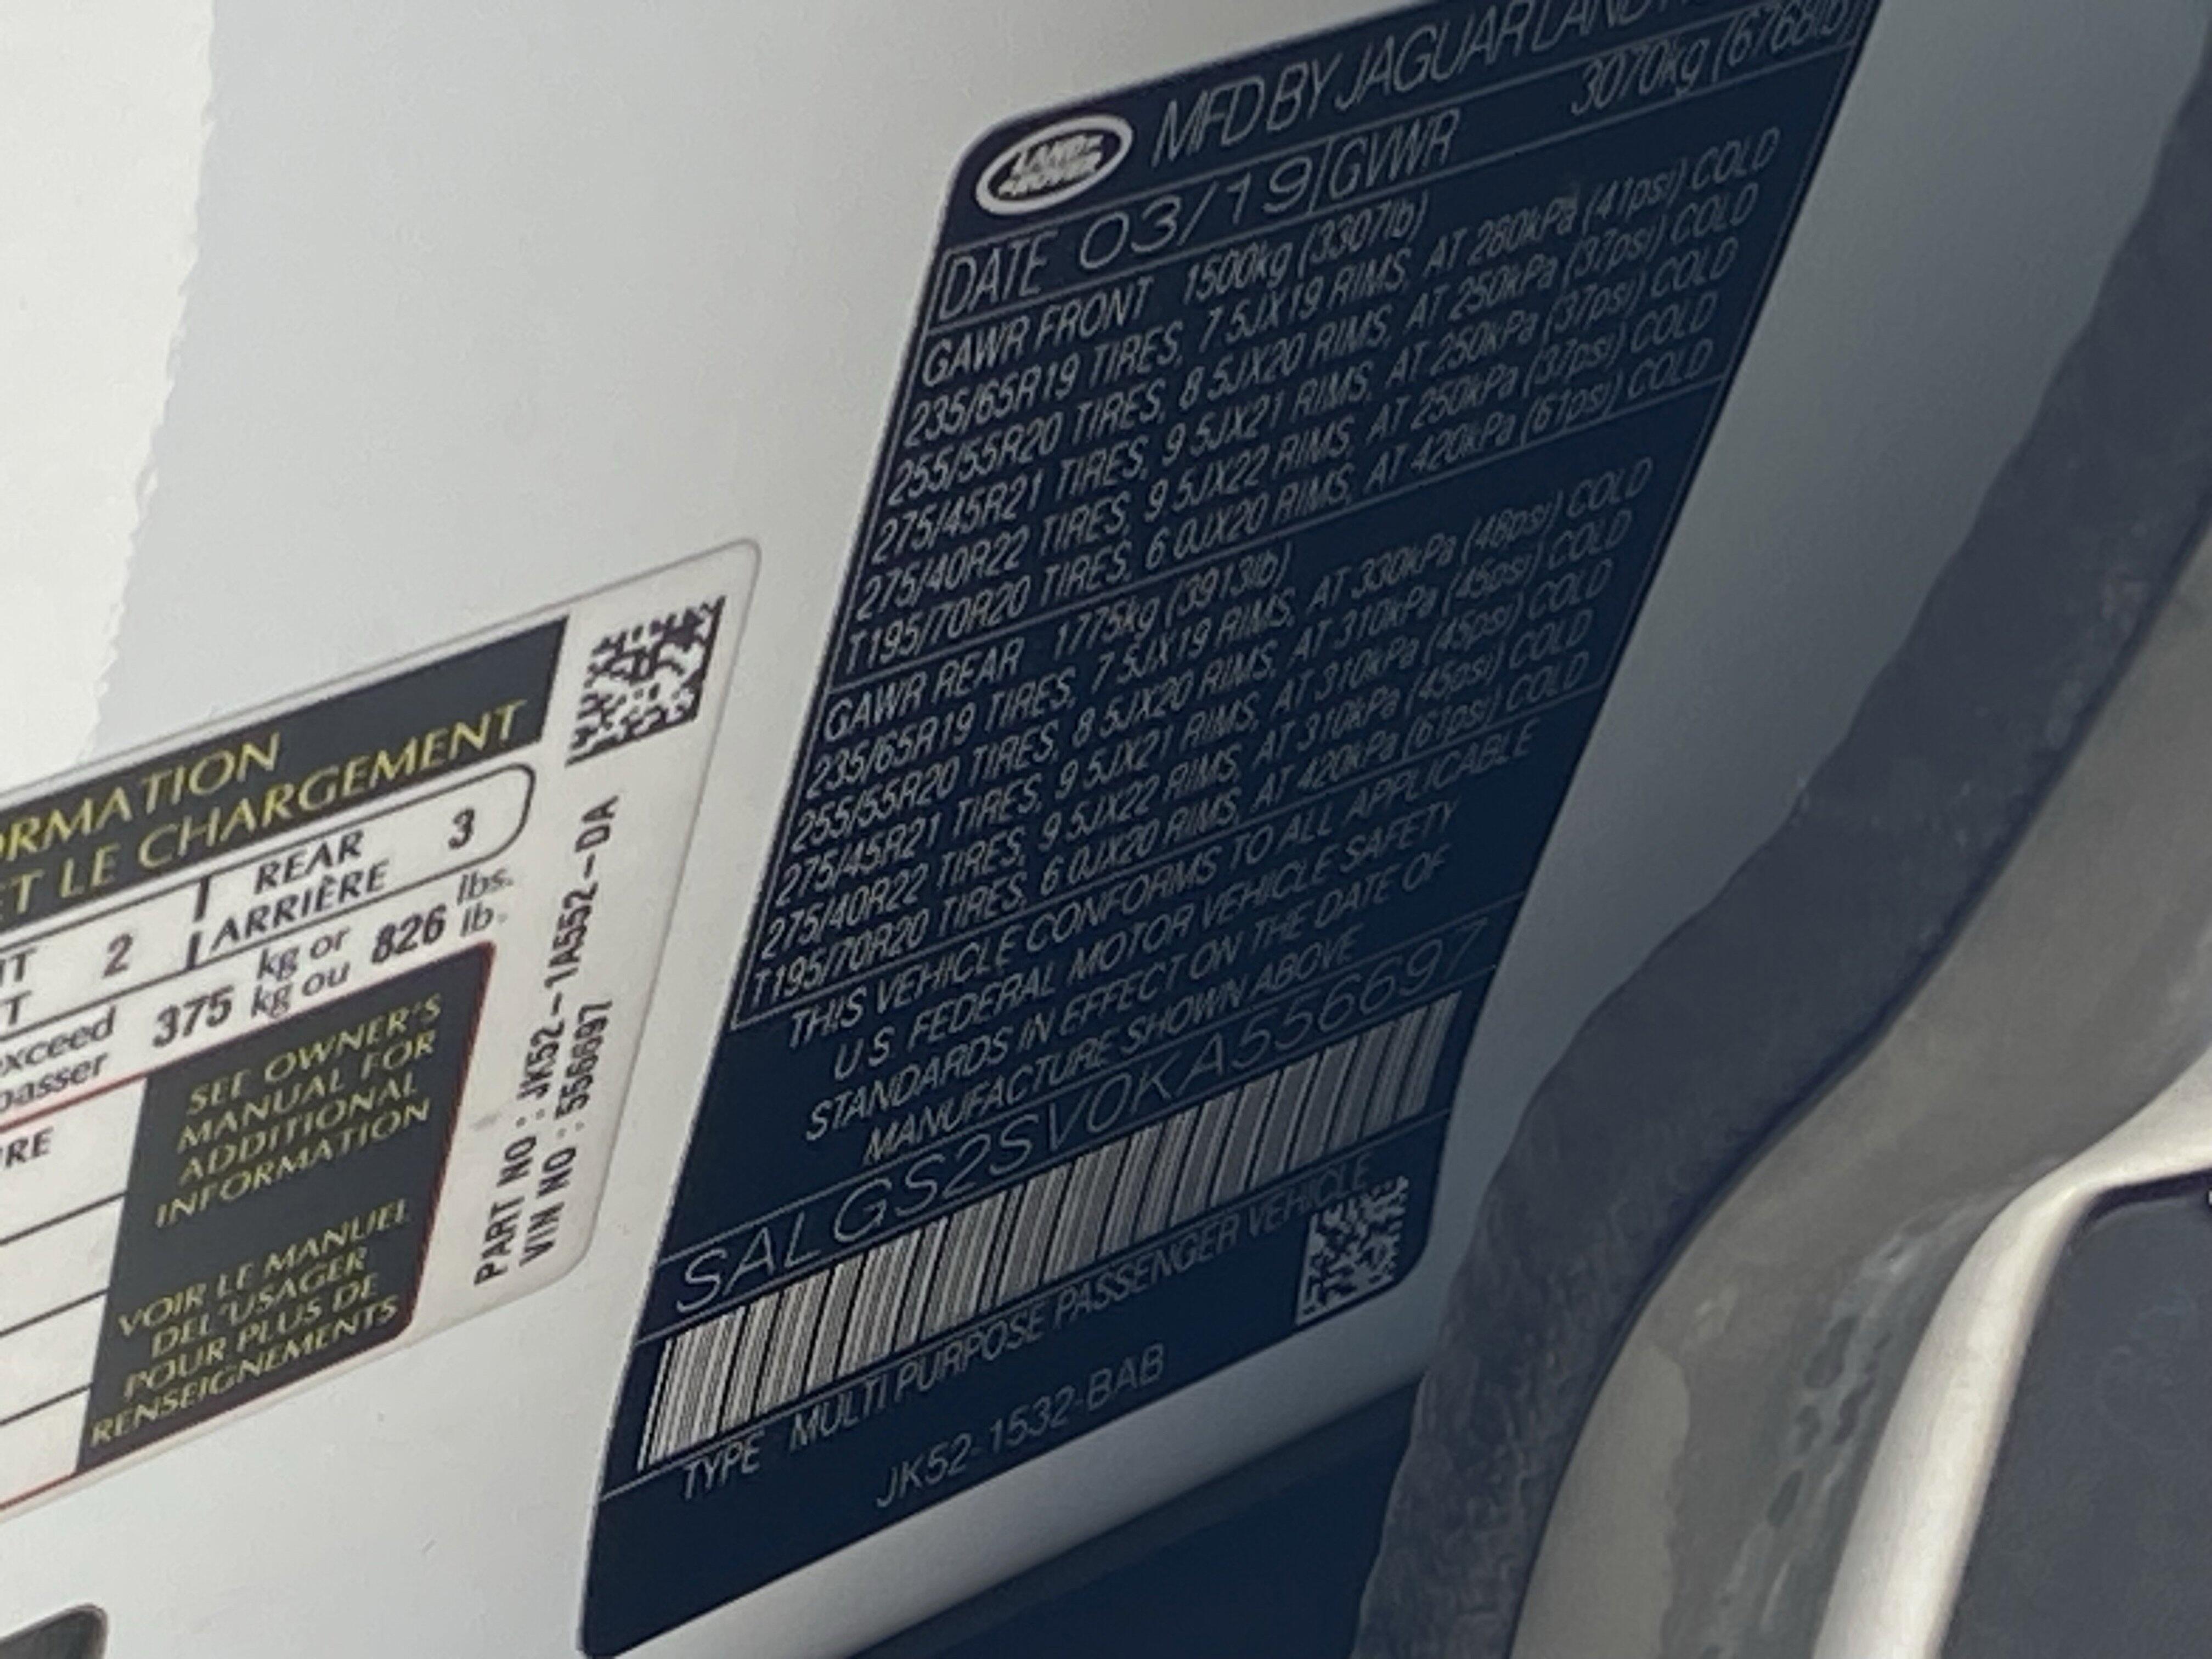 ORMATION
ET LE CHARGEMENT
REAR
ARRIÈRE
3
2
T
exceed
passer
375
kg or
kg ou
826
lbs.
lb.
RE
SEE OWNER'S
MANUAL FOR
ADDITIONAL
INFORMATION
VOIR LE MANUEL
DEL 'USAGER
POUR PLUS DE
RENSEIGNEMENTS
PART NO : JK52-1A552-DA
VIN NO : 556697
LAND-
-ROVER
MFD BY JAGUAR LAND
DATE 03/19 GVWR 3070kg (6768lb)
GAWR FRONT 1500kg (3307lb)
235/65R19 TIRES, 7.5JX19 RIMS, AT 280kPa (41psi) COLD
255/55R20 TIRES, 8.5JX20 RIMS, AT 250kPa (37psi) COLD
275/45R21 TIRES, 9.5JX21 RIMS, AT 250kPa (37psi) COLD
275/40R22 TIRES, 9.5JX22 RIMS, AT 250kPa (37psi) COLD
T195/70R20 TIRES, 6.0JX20 RIMS, AT 420kPa (61psi) COLD
GAWR REAR 1775kg (3913lb)
235/65R19 TIRES, 7.5JX19 RIMS, AT 330kPa (48psi) COLD
255/55R20 TIRES, 8.5JX20 RIMS, AT 310kPa (45psi) COLD
275/45R21 TIRES, 9.5JX21 RIMS, AT 310kPa (45psi) COLD
275/40R22 TIRES, 9.5JX22 RIMS, AT 310kPa (45psi) COLD
T195/70R20 TIRES, 6.0JX20 RIMS, AT 420kPa (61psi) COLD
THIS VEHICLE CONFORMS TO ALL APPLICABLE
U.S. FEDERAL MOTOR VEHICLE SAFETY
STANDARDS IN EFFECT ON THE DATE OF
MANUFACTURE SHOWN ABOVE
SALGS2SV0KA556697
TYPE MULTI PURPOSE PASSENGER VEHICLE
JK52-1532-BAB